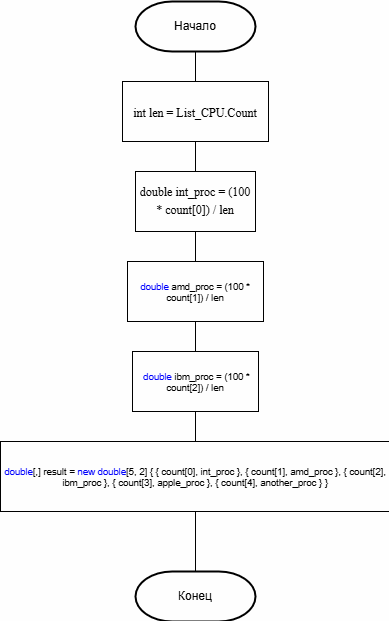 Начало
int len = List_CPU.Count
double int_proc = (100
* count[0]) / len
double amd_proc = (100 *
count[1]) / len
double ibm_proc = (100 *
count[2]) / len
double[,] result = new double[5, 2] { { count[0], int_proc }, { count[1], amd_proc }, { count[2],
ibm_proc }, { count[3], apple_proc }, { count[4], another_proc } }
Конец